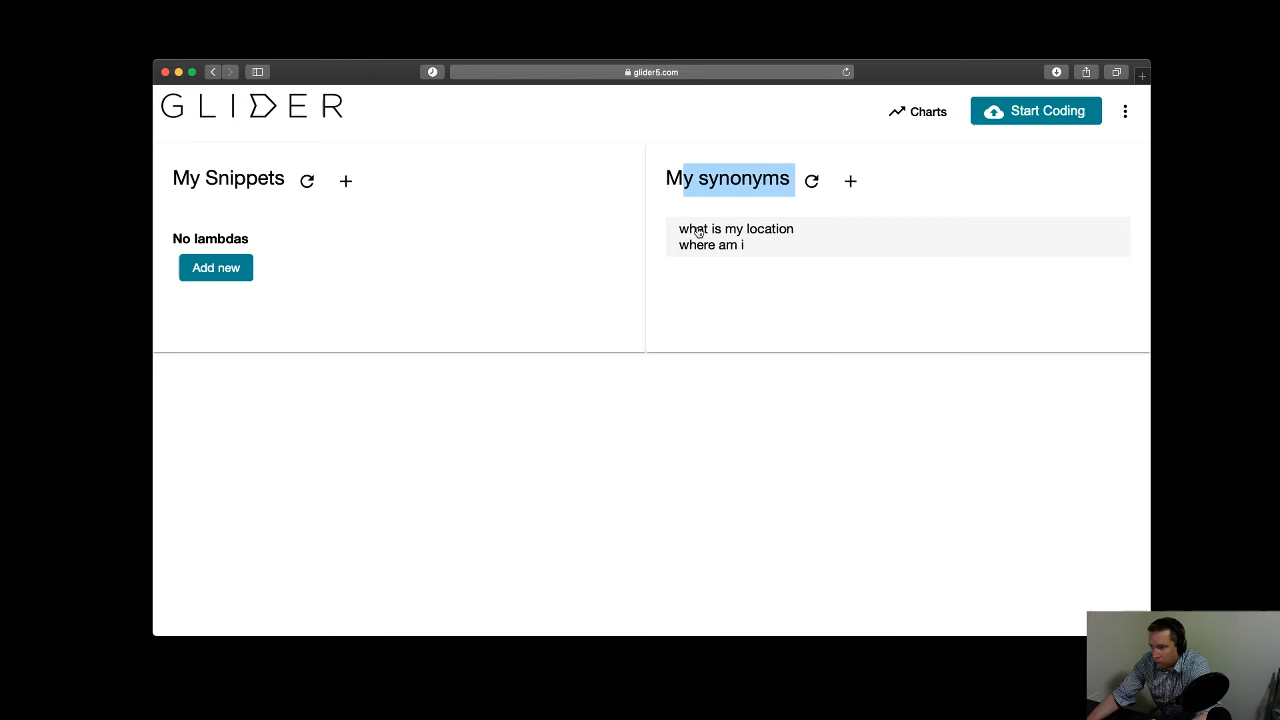 glider5.com
GLIDER
Charts
Start Coding
My Snippets
No lambdas
Add new
My synonyms
what is my location
where am i